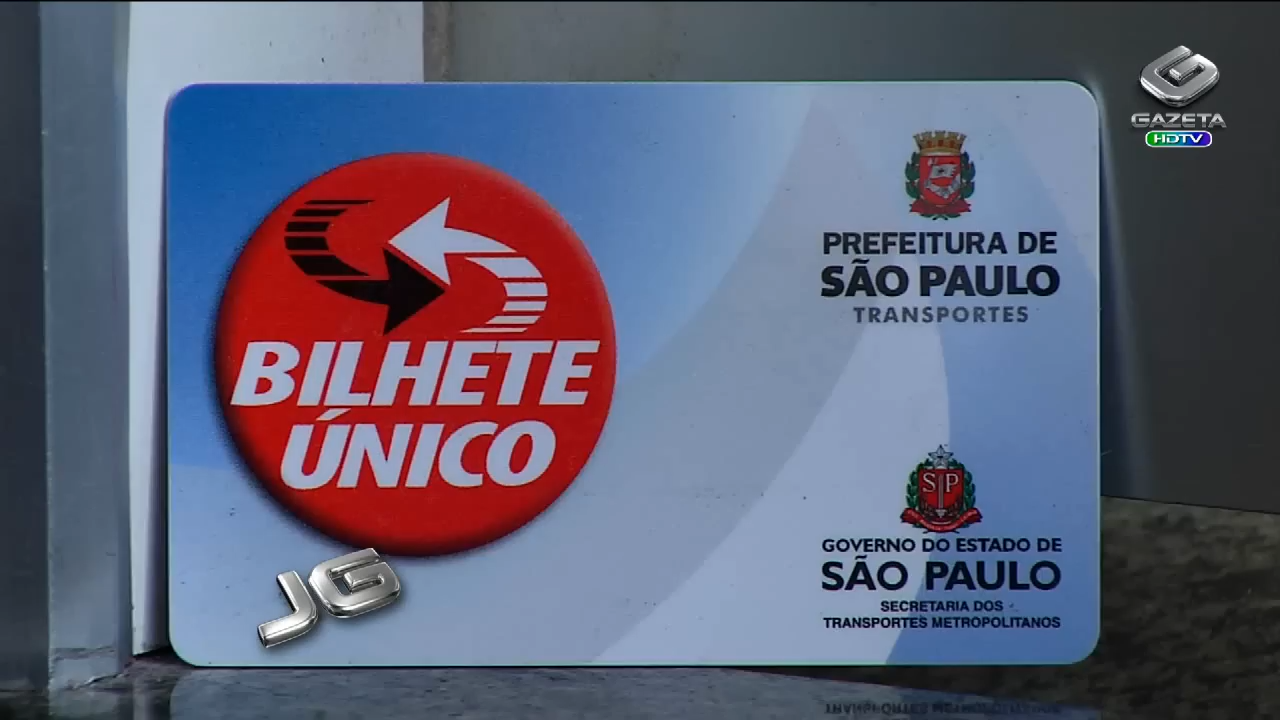 GAZETA
HDTV
BILHETE
ÚNICO
PREFEITURA DE
SÃO PAULO
TRANSPORTES
SP
GOVERNO DO ESTADO DE
SÃO PAULO
SECRETARIA DOS
TRANSPORTES METROPOLITANOS
JG